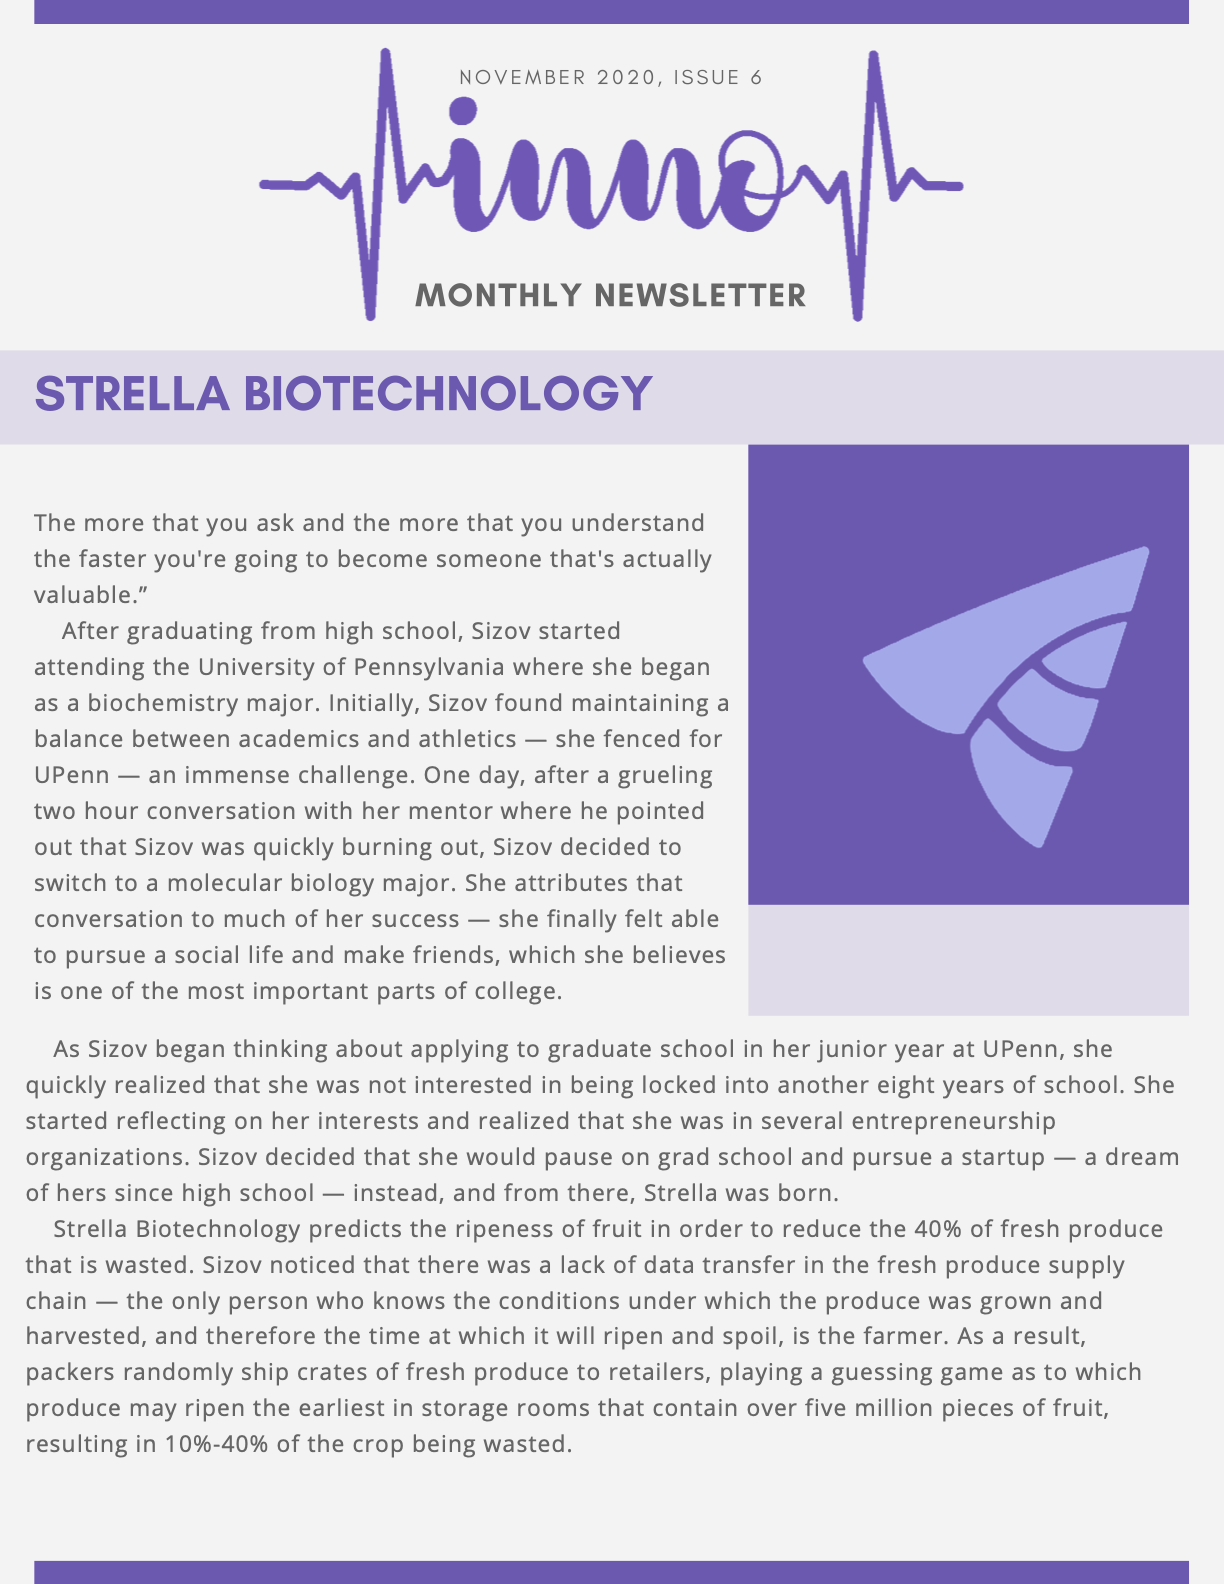 NOVEMBER 2020, ISSUE 6
inno
MONTHLY NEWSLETTER
STRELLA BIOTECHNOLOGY
The more that you ask and the more that you understand
the faster you're going to become someone that's actually
valuable.”
After graduating from high school, Sizov started
attending the University of Pennsylvania where she began
as a biochemistry major. Initially, Sizov found maintaining a
balance between academics and athletics — she fenced for
UPenn — an immense challenge. One day, after a grueling
two hour conversation with her mentor where he pointed
out that Sizov was quickly burning out, Sizov decided to
switch to a molecular biology major. She attributes that
conversation to much of her success — she finally felt able
to pursue a social life and make friends, which she believes
is one of the most important parts of college.
As Sizov began thinking about applying to graduate school in her junior year at UPenn, she
quickly realized that she was not interested in being locked into another eight years of school. She
started reflecting on her interests and realized that she was in several entrepreneurship
organizations. Sizov decided that she would pause on grad school and pursue a startup — a dream
of hers since high school — instead, and from there, Strella was born.
Strella Biotechnology predicts the ripeness of fruit in order to reduce the 40% of fresh produce
that is wasted. Sizov noticed that there was a lack of data transfer in the fresh produce supply
chain — the only person who knows the conditions under which the produce was grown and
harvested, and therefore the time at which it will ripen and spoil, is the farmer. As a result,
packers randomly ship crates of fresh produce to retailers, playing a guessing game as to which
produce may ripen the earliest in storage rooms that contain over five million pieces of fruit,
resulting in 10%-40% of the crop being wasted.